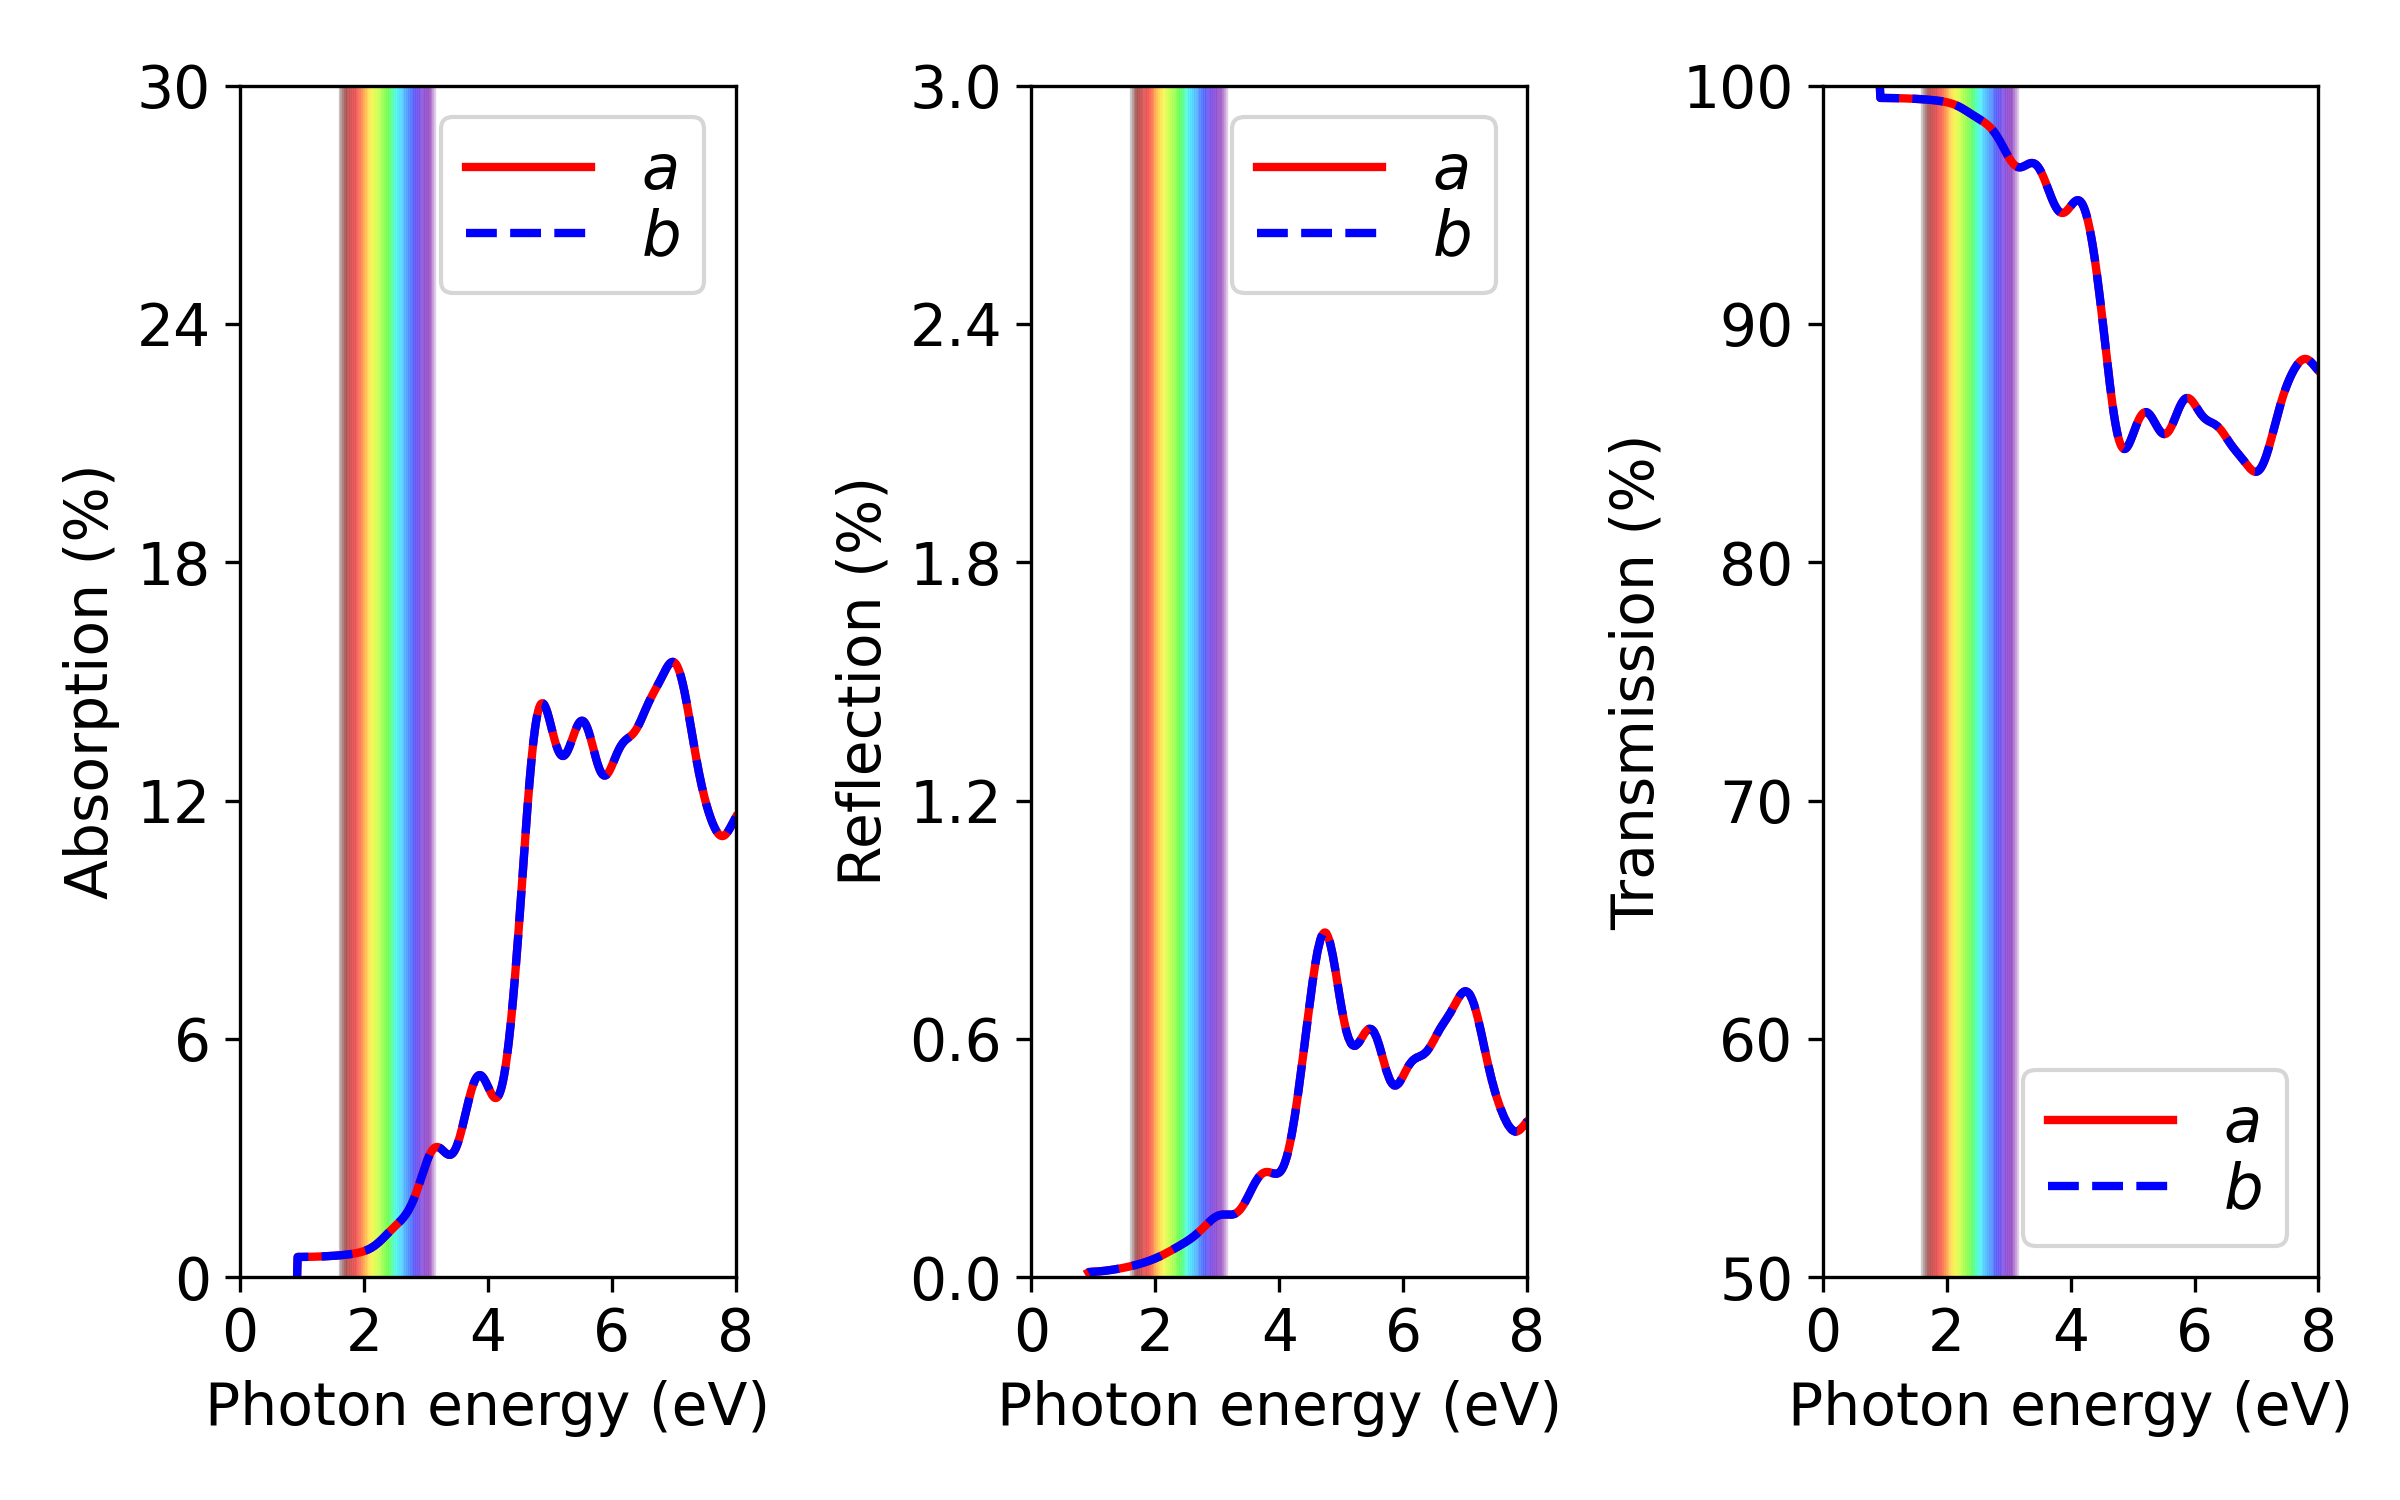 30
24
18
12
6
0
0 2 4 6 8
Absorption (%)
Photon energy (eV)
a
b
3.0
2.4
1.8
1.2
0.6
0.0
0 2 4 6 8
Reflection (%)
Photon energy (eV)
a
b
100
90
80
70
60
50
0 2 4 6 8
Transmission (%)
Photon energy (eV)
a
b